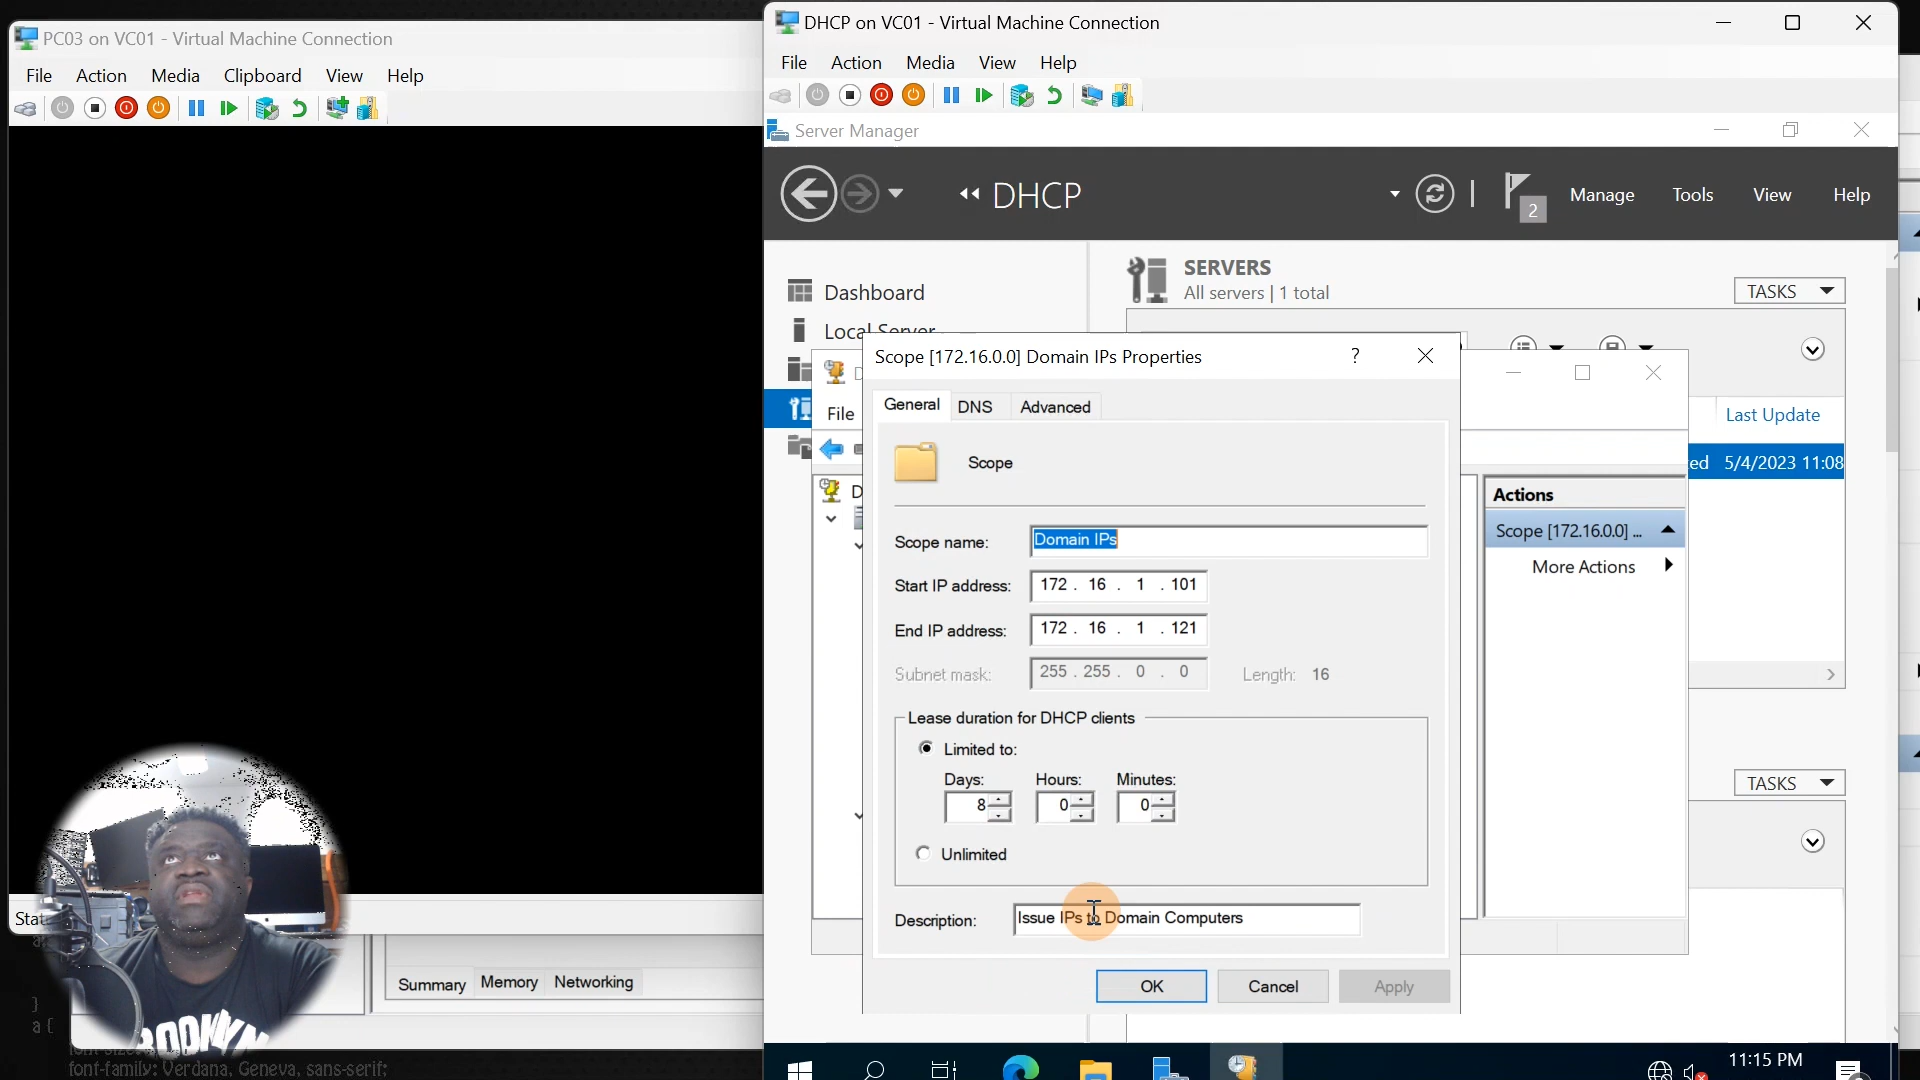 PC03 on VC01 - Virtual Machine Connection
File Action Media Clipboard View Help
DHCP on VC01 - Virtual Machine Connection
File Action Media View Help
Server Manager
DHCP
2
Manage Tools View Help
Dashboard
Local Server
SERVERS
All servers | 1 total
TASKS
Last Update
ed 5/4/2023 11:08
File
Scope [172.16.0.0] Domain IPs Properties
?
General DNS Advanced
Scope
Scope name: Domain IPs
Start IP address: 172 . 16 . 1 . 101
End IP address: 172 . 16 . 1 . 121
Subnet mask: 255 . 255 . 0 . 0 Length: 16
Lease duration for DHCP clients
Limited to:
Days: Hours: Minutes:
8 0 0
Unlimited
Description: Issue IPs to Domain Computers
OK Cancel Apply
Actions
Scope [172.16.0.0] ...
More Actions
TASKS
Summary Memory Networking
}
a{
font-family: Verdana, Geneva, sans-serif;
11:15 PM